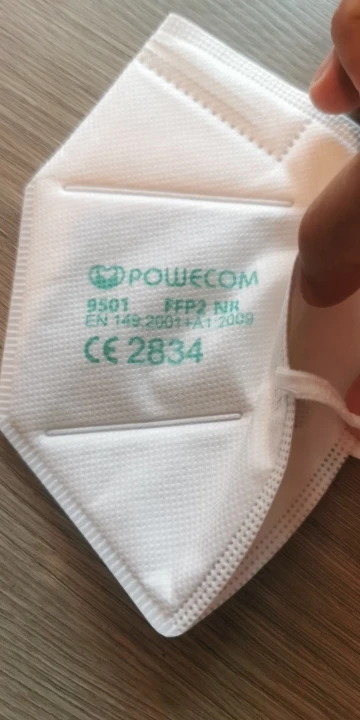 POWECOM
9501 FFP2 NR
EN 149:2001+A1:2009
CE 2834